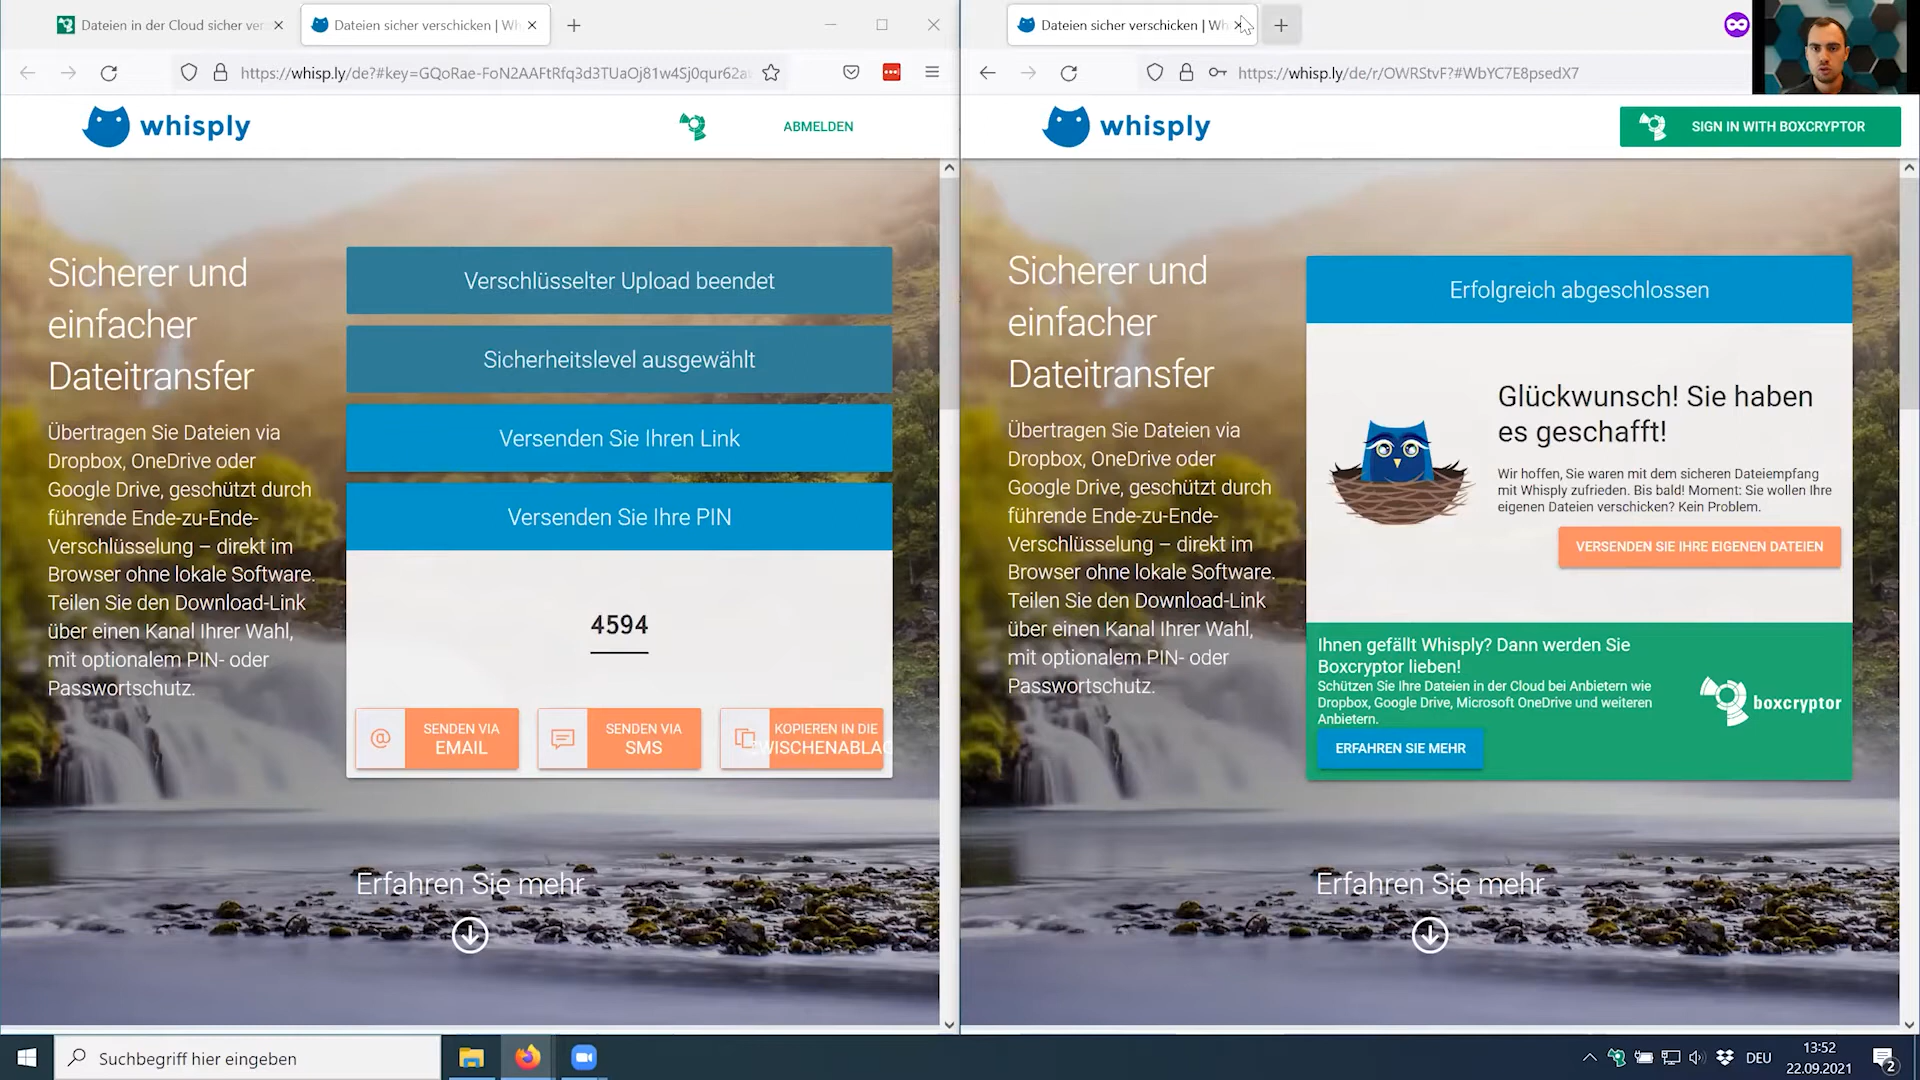 Dateien in der Cloud sicher ver
Dateien sicher verschicken | Wh
https://whisp.ly/de?#key=GQoRae-FoN2AAFtRfq3d3TUaOj81w4Sj0qur62a
whisply
ABMELDEN
Sicherer und
einfacher
Dateitransfer
Übertragen Sie Dateien via
Dropbox, OneDrive oder
Google Drive, geschützt durch
führende Ende-zu-Ende-
Verschlüsselung – direkt im
Browser ohne lokale Software.
Teilen Sie den Download-Link
über einen Kanal Ihrer Wahl,
mit optionalem PIN- oder
Passwortschutz.
Verschlüsselter Upload beendet
Sicherheitslevel ausgewählt
Versenden Sie Ihren Link
Versenden Sie Ihre PIN
4594
SENDEN VIA
EMAIL
SENDEN VIA
SMS
KOPIEREN IN DIE
ZWISCHENABLAG
Erfahren Sie mehr
Dateien sicher verschicken | Wh
https://whisp.ly/de/r/OWRStvF?#WbYC7E8psedX7
whisply
SIGN IN WITH BOXCRYPTOR
Sicherer und
einfacher
Dateitransfer
Übertragen Sie Dateien via
Dropbox, OneDrive oder
Google Drive, geschützt durch
führende Ende-zu-Ende-
Verschlüsselung – direkt im
Browser ohne lokale Software.
Teilen Sie den Download-Link
über einen Kanal Ihrer Wahl,
mit optionalem PIN- oder
Passwortschutz.
Erfolgreich abgeschlossen
Glückwunsch! Sie haben
es geschafft!
Wir hoffen, Sie waren mit dem sicheren Dateiempfang
mit Whisply zufrieden. Bis bald! Moment: Sie wollen Ihre
eigenen Dateien verschicken? Kein Problem.
VERSENDEN SIE IHRE EIGENEN DATEIEN
Ihnen gefällt Whisply? Dann werden Sie
Boxcryptor lieben!
Schützen Sie Ihre Dateien in der Cloud bei Anbietern wie
Dropbox, Google Drive, Microsoft OneDrive und weiteren
Anbietern.
boxcryptor
ERFAHREN SIE MEHR
Erfahren Sie mehr
Suchbegriff hier eingeben
DEU
13:52
22.09.2021
2